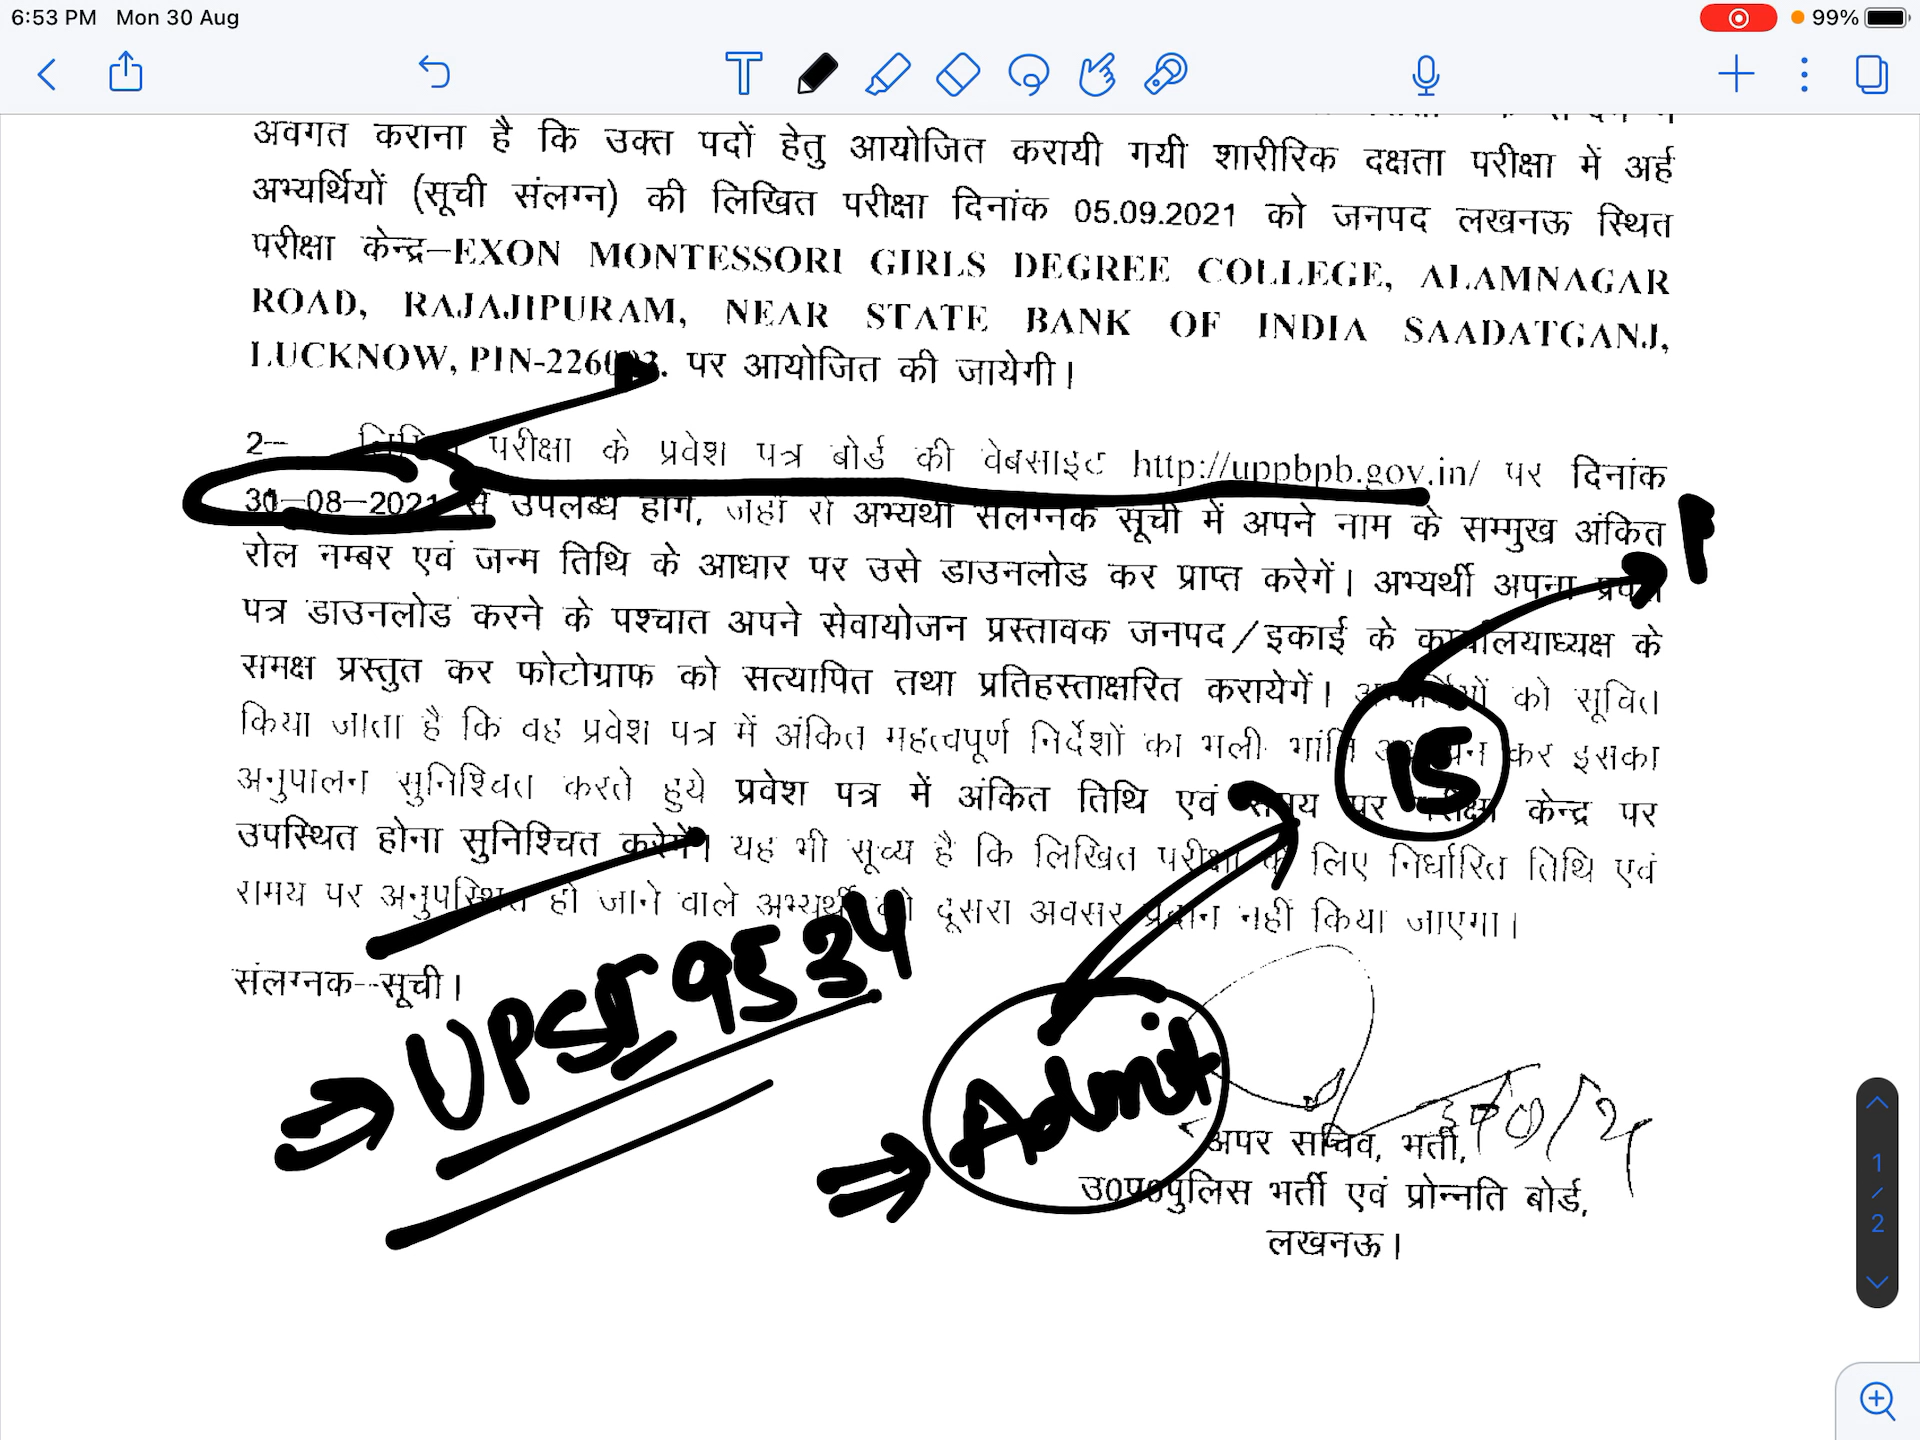 6:53 PM Mon 30 Aug 99%
अवगत कराना है कि उक्त पदों हेतु आयोजित करायी गयी शारीरिक दक्षता परीक्षा में अर्ह
अभ्यर्थियों (सूची संलग्न) की लिखित परीक्षा दिनांक 05.09.2021 को जनपद लखनऊ स्थित
परीक्षा केन्द्र–EXON MONTESSORI GIRLS DEGREE COLLEGE, ALAMNAGAR
ROAD, RAJAJIPURAM, NEAR STATE BANK OF INDIA SAADATGANJ,
LUCKNOW, पर आयोजित की जायेगी।
2– परीक्षा के प्रवेश पत्र बोर्ड की वेबसाइट http://uppbpb.gov.in/ पर दिनांक
उपलब्ध होंगे, जहाँ से अभ्यर्थी संलग्नक सूची में अपने नाम के सम्मुख अंकित
रोल नम्बर एवं जन्म तिथि के आधार पर उसे डाउनलोड कर प्राप्त करेगें। अभ्यर्थी अपना प्रवेश
पत्र डाउनलोड करने के पश्चात अपने सेवायोजन प्रस्तावक जनपद/इकाई के कार्यालयाध्यक्ष के
समक्ष प्रस्तुत कर फोटोग्राफ को सत्यापित तथा प्रतिहस्ताक्षरित करायेगें। को सूचित
किया जाता है कि वह प्रवेश पत्र में अंकित महत्वपूर्ण निर्देशों का भली भांति कर इसका
15
अनुपालन सुनिश्चित करते हुये प्रवेश पत्र में अंकित तिथि एवं समय पर परीक्षा केन्द्र पर
उपस्थित होना सुनिश्चित करेगें। यह भी सूच्य है कि लिखित परीक्षा के लिए निर्धारित तिथि एवं
समय पर अनुपस्थित हो जाने वाले अभ्यर्थी को दूसरा अवसर प्रदान नहीं किया जाएगा।
संलग्नक–सूची।
UPSI 9534
Admit
अपर सचिव, भर्ती,
उ0प्र0पुलिस भर्ती एवं प्रोन्नति बोर्ड,
लखनऊ।
1
/
2